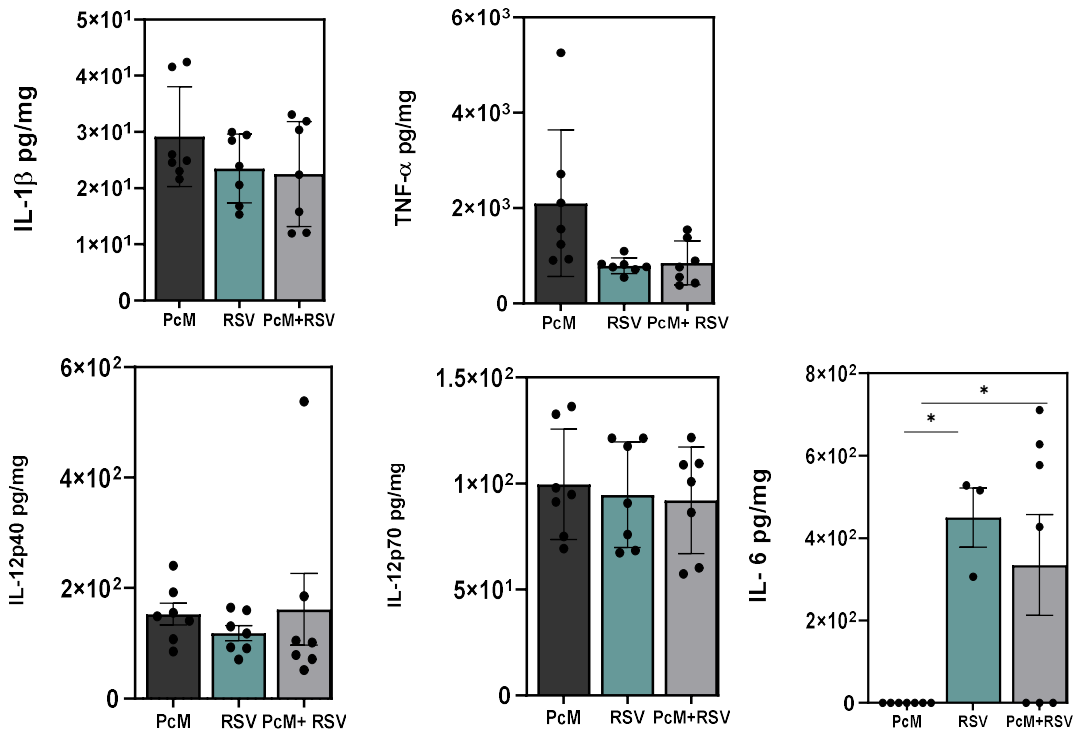 IL-1β pg/mg
5×10¹
4×10¹
3×10¹
2×10¹
1×10¹
0
PcM RSV PcM+RSV
TNF-α pg/mg
6×10³
4×10³
2×10³
0
PcM RSV PcM+ RSV
IL-12p40 pg/mg
6×10²
4×10²
2×10²
0
PcM RSV PcM+ RSV
IL-12p70 pg/mg
1.5×10²
1×10²
5×10¹
0
PcM RSV PcM+RSV
IL- 6 pg/mg
8×10²
6×10²
4×10²
2×10²
0
*
*
PcM RSV PcM+RSV